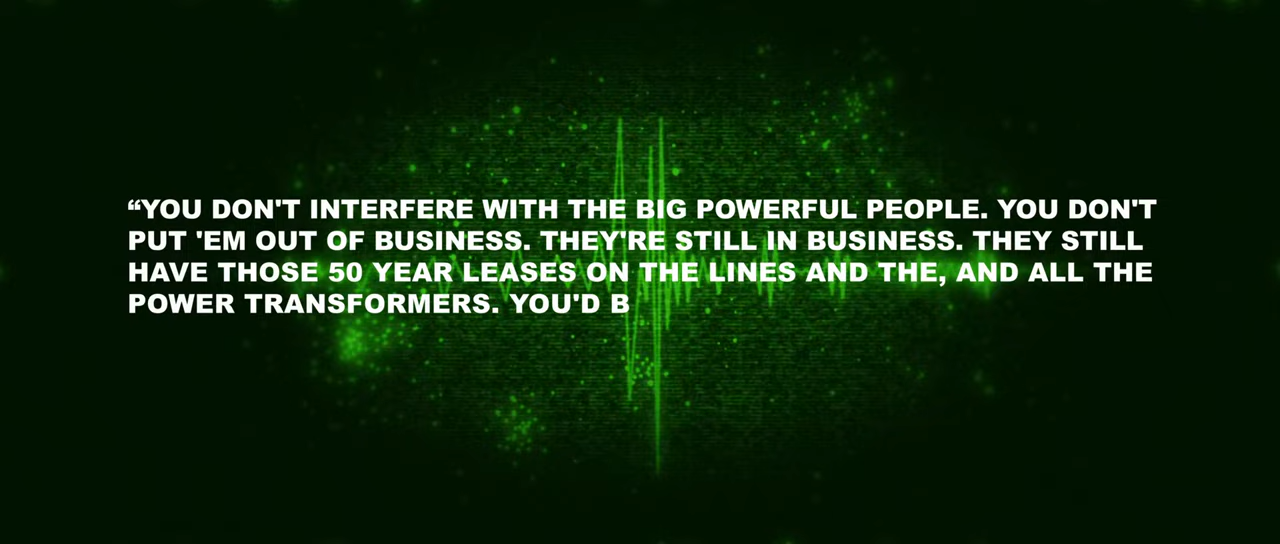 “YOU DON'T INTERFERE WITH THE BIG POWERFUL PEOPLE. YOU DON'T
PUT 'EM OUT OF BUSINESS. THEY'RE STILL IN BUSINESS. THEY STILL
HAVE THOSE 50 YEAR LEASES ON THE LINES AND THE, AND ALL THE
POWER TRANSFORMERS. YOU'D B